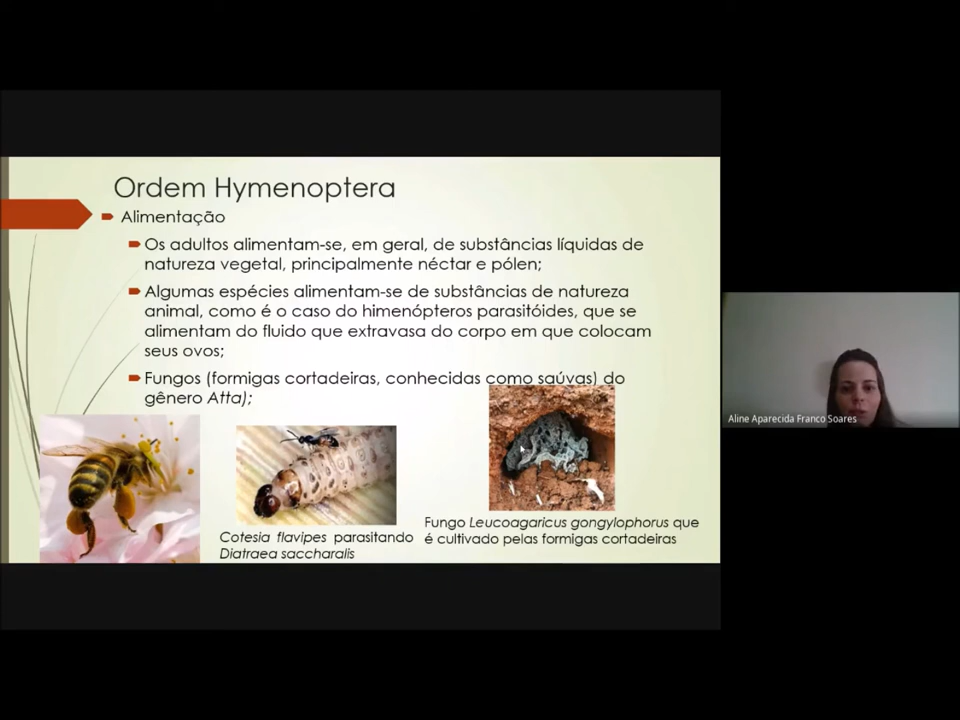 Ordem Hymenoptera
Alimentação
Os adultos alimentam-se, em geral, de substâncias líquidas de
natureza vegetal, principalmente néctar e pólen;
Algumas espécies alimentam-se de substâncias de natureza
animal, como é o caso do himenópteros parasitóides, que se
alimentam do fluido que extravasa do corpo em que colocam
seus ovos;
Fungos (formigas cortadeiras, conhecidas como saúvas) do
gênero Atta);
Cotesia flavipes parasitando
Diatraea saccharalis
Fungo Leucoagaricus gongylophorus que
é cultivado pelas formigas cortadeiras
Aline Aparecida Franco Soares